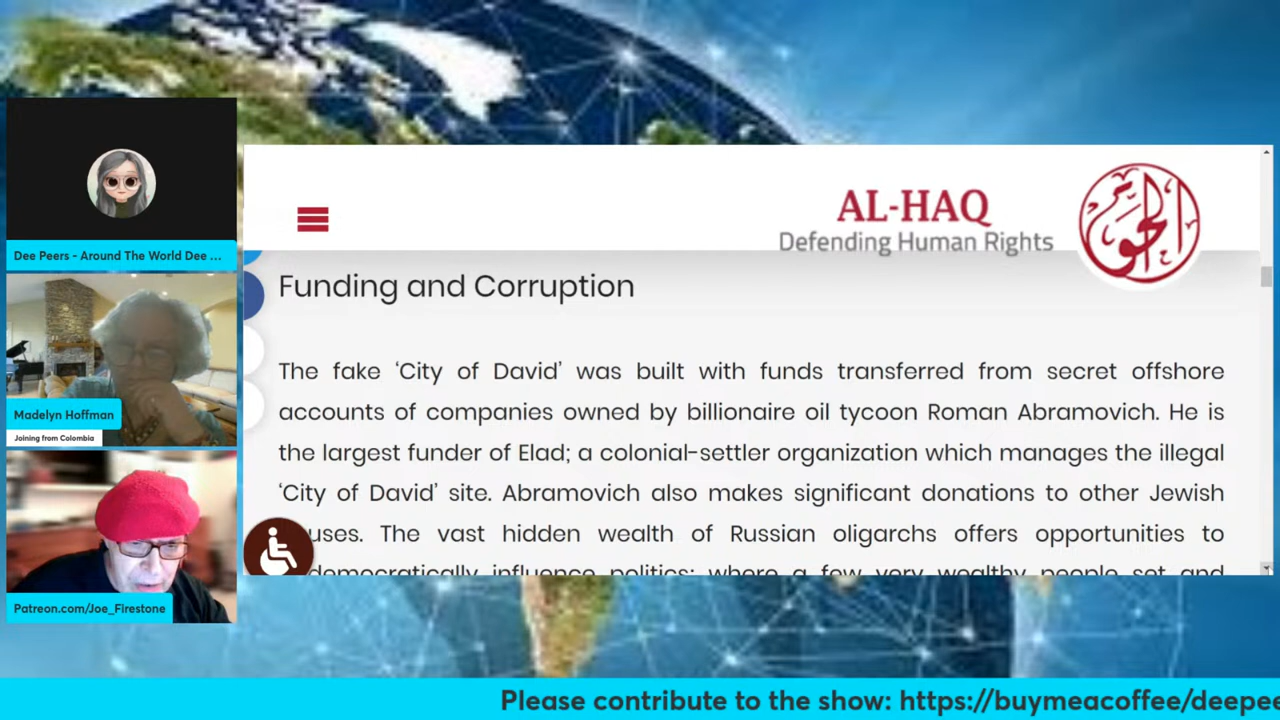 AL-HAQ
Defending Human Rights
Dee Peers - Around The World Dee ...
Madelyn Hoffman
Joining from Colombia
Patreon.com/Joe_Firestone
Funding and Corruption
The fake ‘City of David’ was built with funds transferred from secret offshore
accounts of companies owned by billionaire oil tycoon Roman Abramovich. He is
the largest funder of Elad; a colonial-settler organization which manages the illegal
‘City of David’ site. Abramovich also makes significant donations to other Jewish
uses. The vast hidden wealth of Russian oligarchs offers opportunities to
democratically influence politics; where a few very wealthy people set and
Please contribute to the show: https://buymeacoffee/deepee